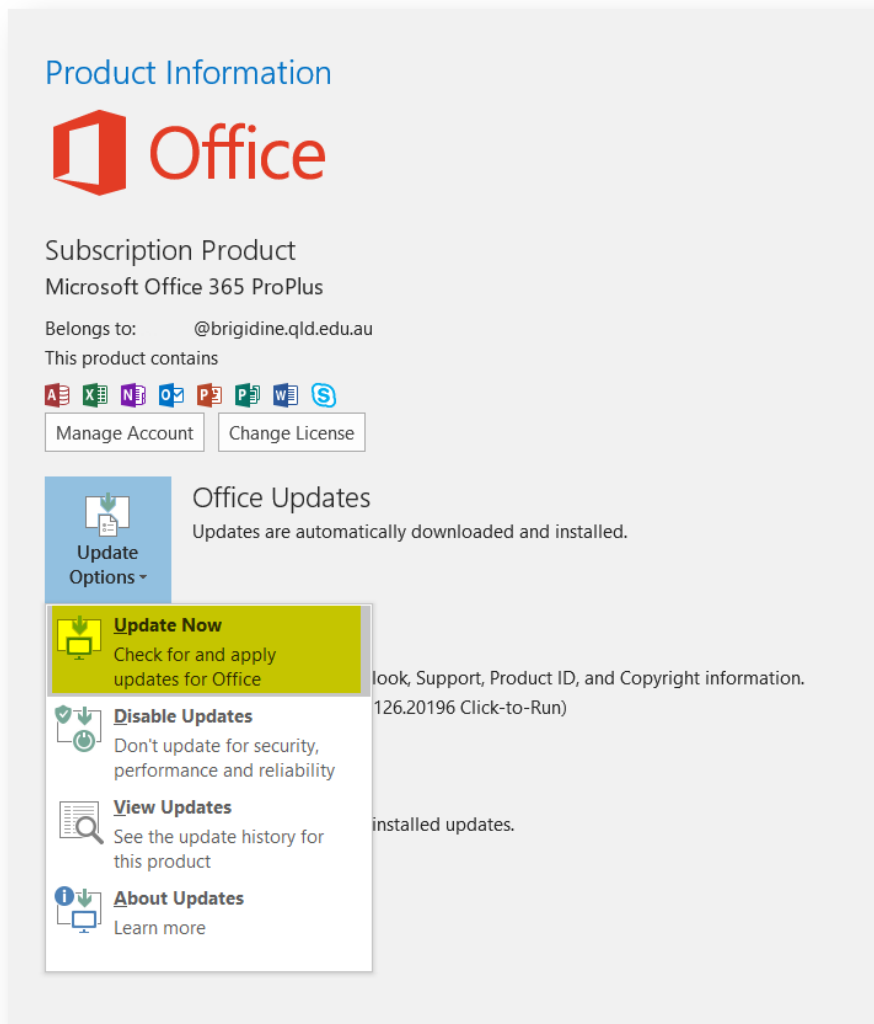 Product Information
Office
Subscription Product
Microsoft Office 365 ProPlus
Belongs to: @brigidine.qld.edu.au
This product contains
Manage Account Change License
Office Updates
Updates are automatically downloaded and installed.
Update
Options
Update Now
Check for and apply
updates for Office
look, Support, Product ID, and Copyright information.
126.20196 Click-to-Run)
Disable Updates
Don't update for security,
performance and reliability
View Updates
See the update history for
this product
installed updates.
About Updates
Learn more